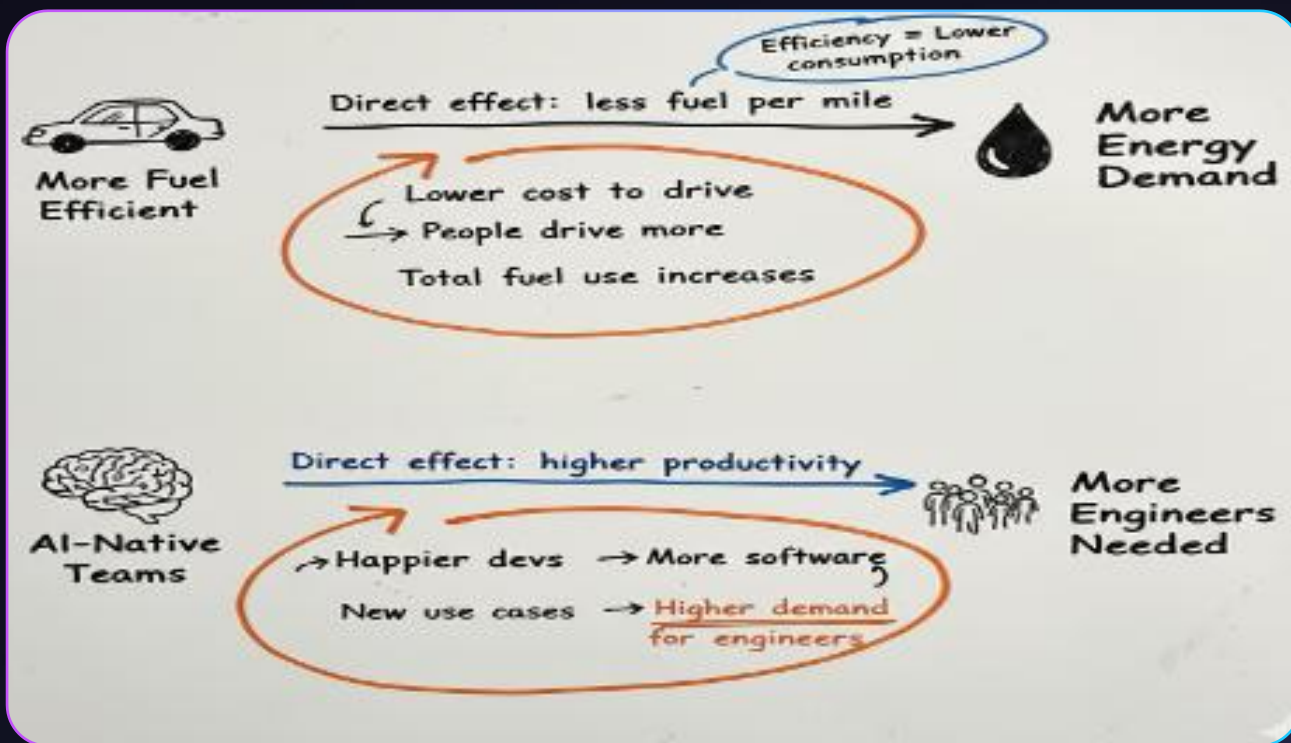 Efficiency = Lower
consumption
Direct effect: less fuel per mile
More Fuel
Efficient
Lower cost to drive
People drive more
Total fuel use increases
More
Energy
Demand
Direct effect: higher productivity
AI-Native
Teams
Happier devs → More software
New use cases → Higher demand
for engineers
More
Engineers
Needed